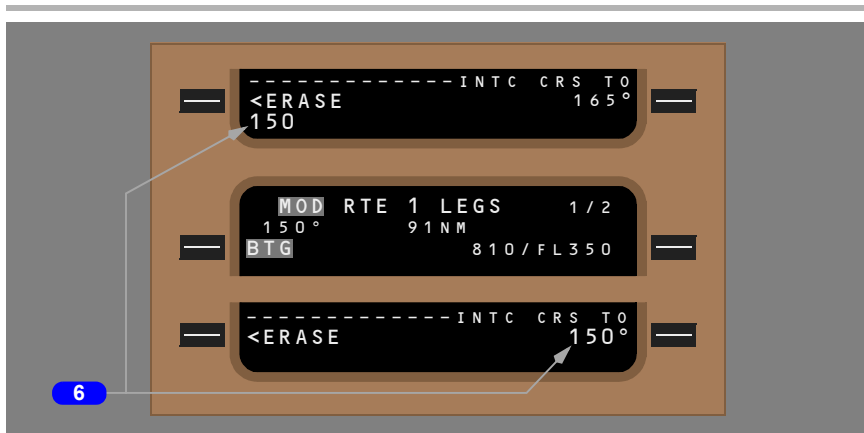 -------------INTC CRS TO
<ERASE 165°
150
MOD RTE 1 LEGS 1/2
150° 91NM
BTG 810/FL350
-------------INTC CRS TO
<ERASE 150°
6